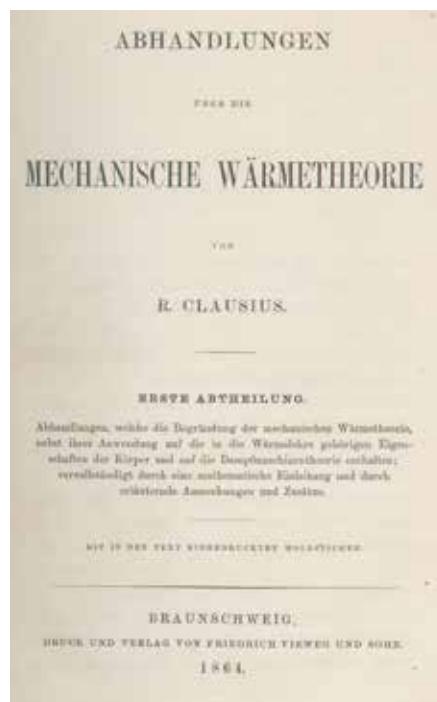 ABHANDLUNGEN
ÜBER DIE
MECHANISCHE WÄRMETHEORIE
VON
R. CLAUSIUS.
ERSTE ABTHEILUNG.
Abhandlungen, welche die Begründung der mechanischen Wärmetheorie,
nebst ihrer Anwendung auf die in die Wärmelehre gehörigen Eigen-
schaften der Körper und auf die Dampfmaschinentheorie enthalten;
vervollständigt durch eine mathematische Einleitung und durch
erläuternde Anmerkungen und Zusätze.
MIT IN DEN TEXT EINGEDRUCKTEN HOLZSTICHEN.
BRAUNSCHWEIG,
DRUCK UND VERLAG VON FRIEDRICH VIEWEG UND SOHN.
1864.